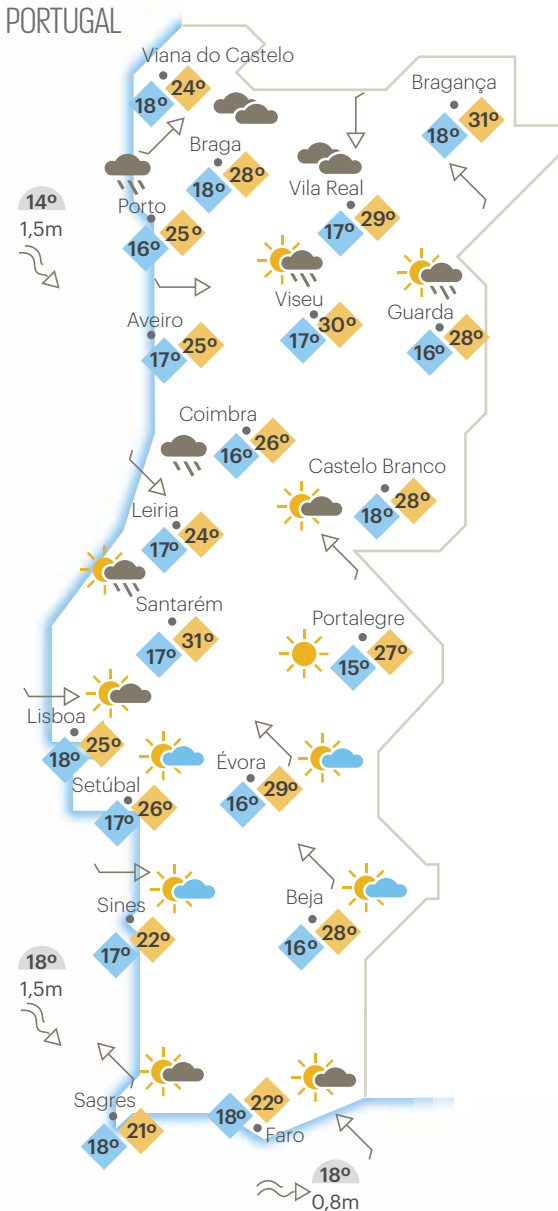 PORTUGAL
Viana do Castelo
18º 24º
Bragança
18º 31º
Braga
18º 28º
Vila Real
17º 29º
14º
1,5m
Porto
16º 25º
Viseu
17º 30º
Guarda
16º 28º
Aveiro
17º 25º
Coimbra
16º 26º
Castelo Branco
18º 28º
Leiria
17º 24º
Santarém
17º 31º
Portalegre
15º 27º
Lisboa
18º 25º
Setúbal
17º 26º
Évora
16º 29º
Sines
17º 22º
Beja
16º 28º
18º
1,5m
Sagres
18º 21º
18º 22º
Faro
18º
0,8m